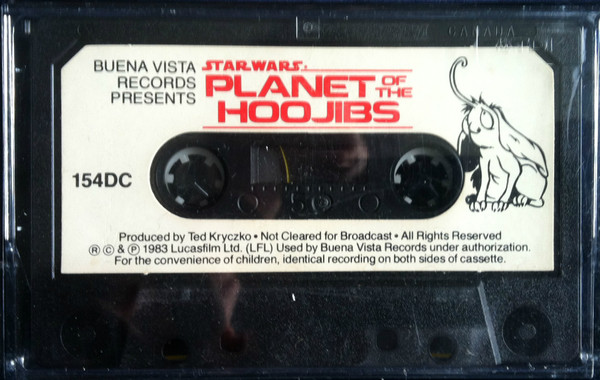 BUENA VISTA
RECORDS
PRESENTS
STAR WARS
PLANET OF THE
HOOJIBS
154DC
50
Produced by Ted Kryczko • Not Cleared for Broadcast • All Rights Reserved
Ⓡ Ⓒ & Ⓟ 1983 Lucasfilm Ltd. (LFL) Used by Buena Vista Records under authorization.
For the convenience of children, identical recording on both sides of cassette.